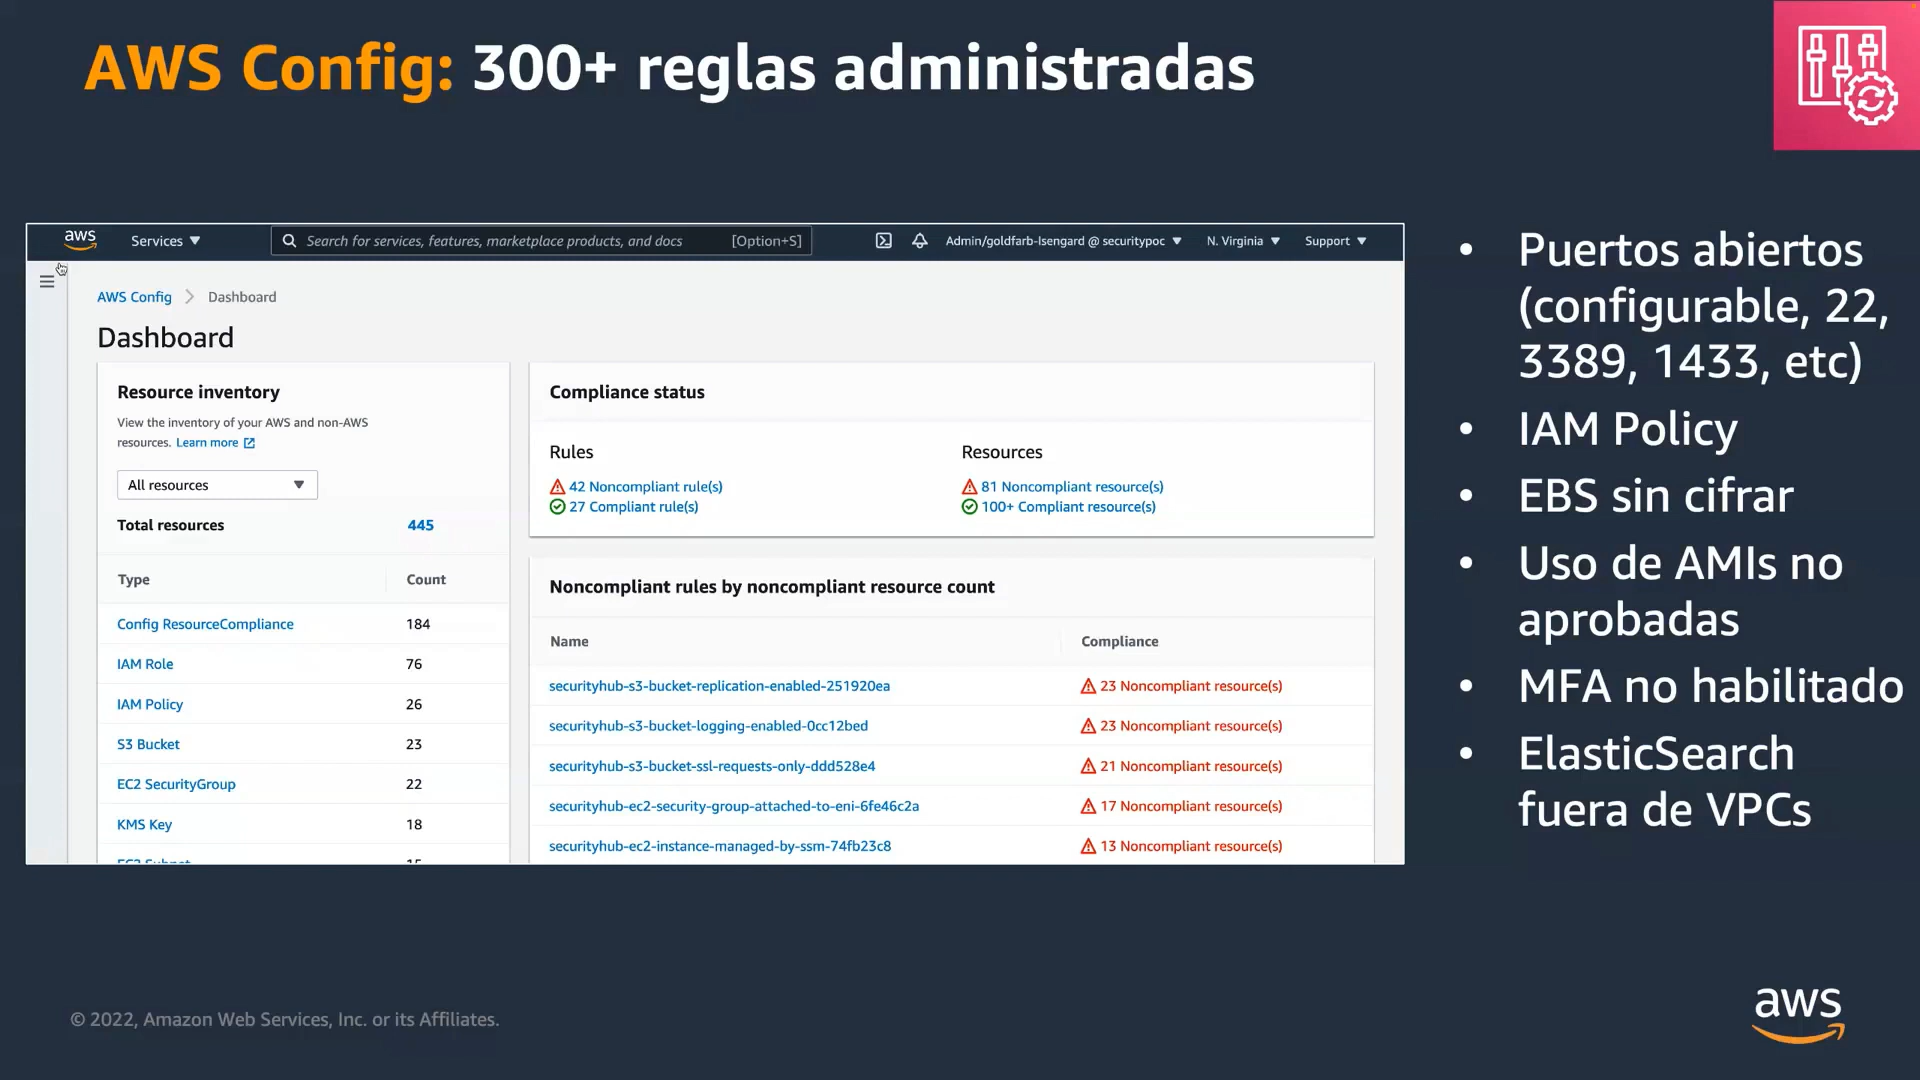 AWS Config: 300+ reglas administradas
aws
Services
Search for services, features, marketplace products, and docs
[Option+S]
Admin/goldfarb-Isengard @ securitypoc
N. Virginia
Support
AWS Config
Dashboard
Dashboard
Resource inventory
View the inventory of your AWS and non-AWS
resources. Learn more
All resources
Total resources 445
Type Count
Config ResourceCompliance 184
IAM Role 76
IAM Policy 26
S3 Bucket 23
EC2 SecurityGroup 22
KMS Key 18
EC2 Subnet 15
Compliance status
Rules
42 Noncompliant rule(s)
27 Compliant rule(s)
Resources
81 Noncompliant resource(s)
100+ Compliant resource(s)
Noncompliant rules by noncompliant resource count
Name Compliance
securityhub-s3-bucket-replication-enabled-251920ea 23 Noncompliant resource(s)
securityhub-s3-bucket-logging-enabled-0cc12bed 23 Noncompliant resource(s)
securityhub-s3-bucket-ssl-requests-only-ddd528e4 21 Noncompliant resource(s)
securityhub-ec2-security-group-attached-to-eni-6fe46c2a 17 Noncompliant resource(s)
securityhub-ec2-instance-managed-by-ssm-74fb23c8 13 Noncompliant resource(s)
• Puertos abiertos
(configurable, 22,
3389, 1433, etc)
• IAM Policy
• EBS sin cifrar
• Uso de AMIs no
aprobadas
• MFA no habilitado
• ElasticSearch
fuera de VPCs
© 2022, Amazon Web Services, Inc. or its Affiliates.
aws